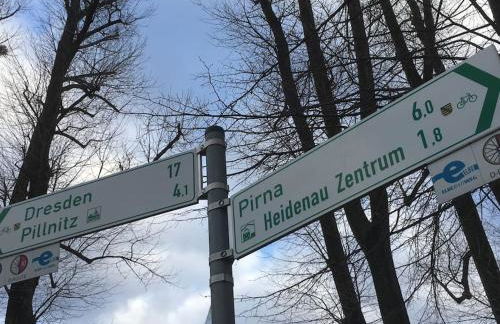 Dresden 17
Pillnitz 4,1
Pirna 6.0
Heidenau Zentrum 1,8
e
e